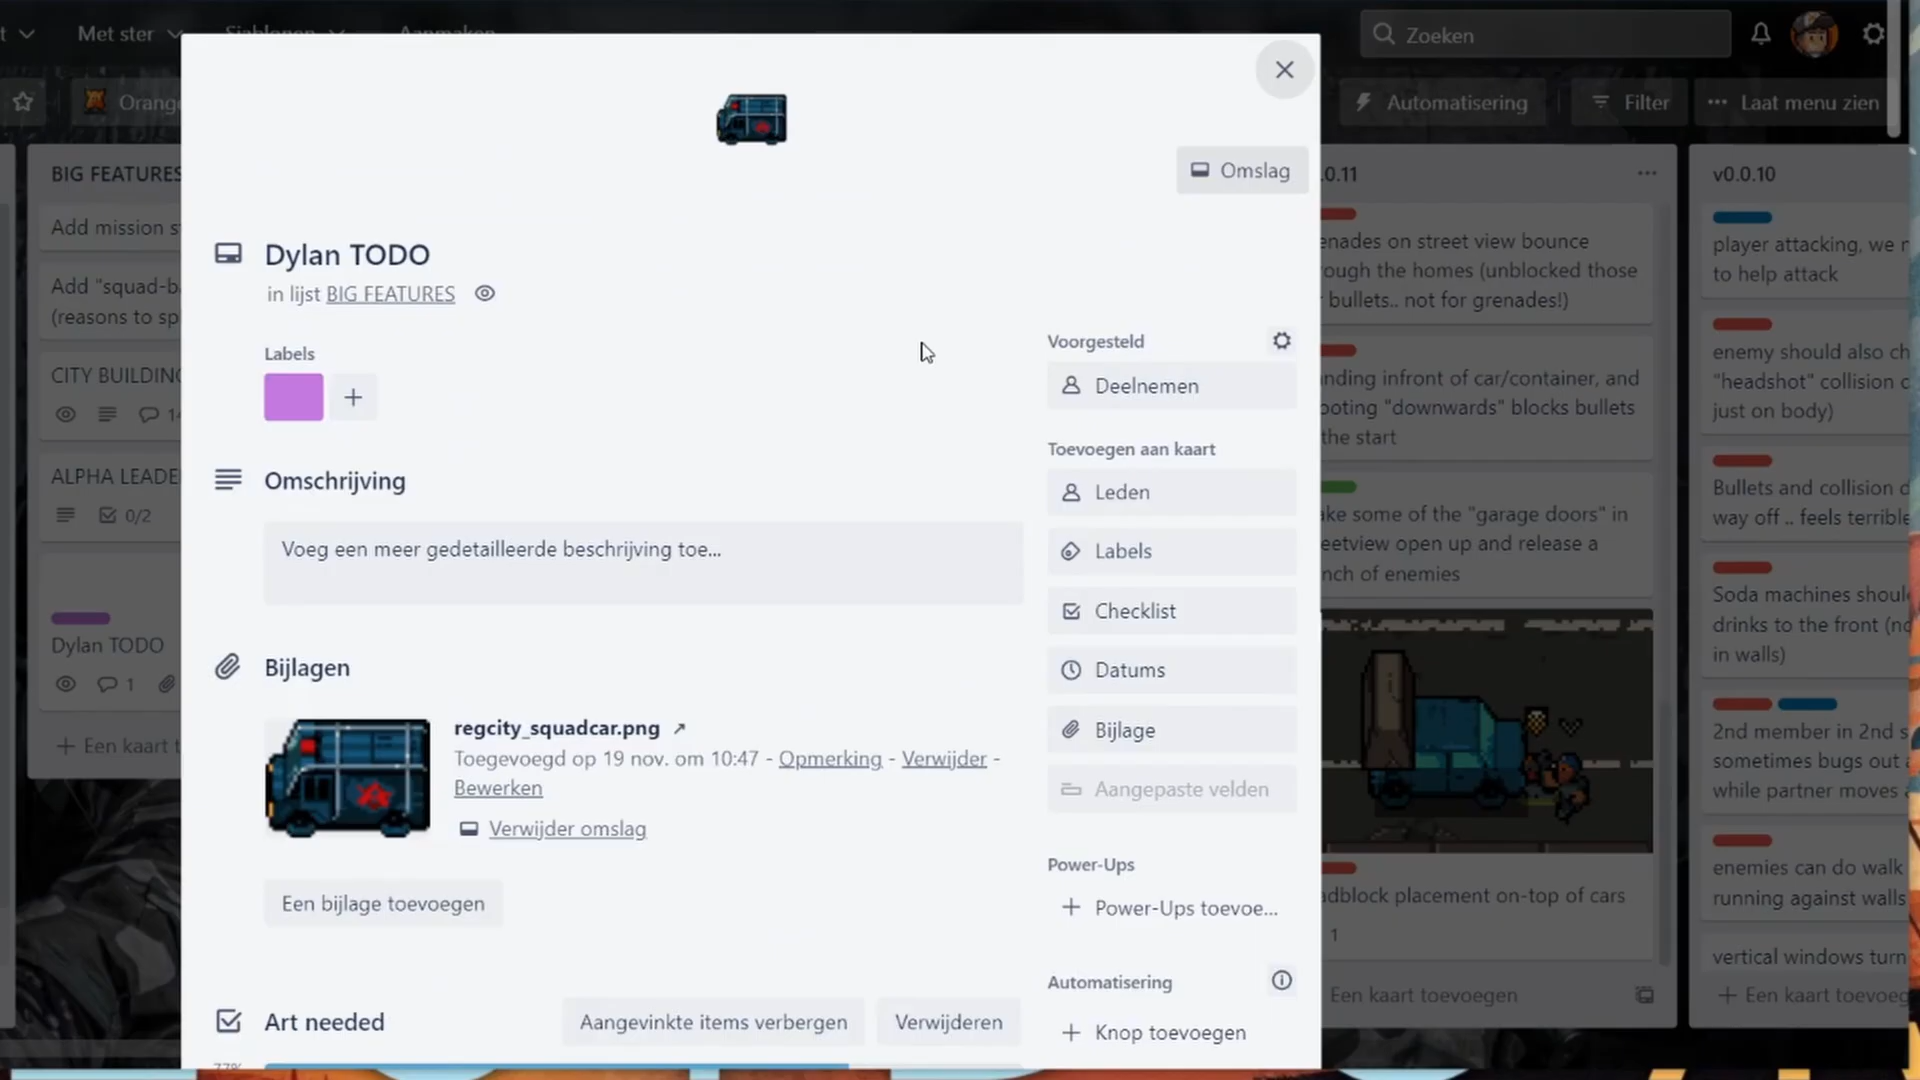 Met ster
Sjablonen
Aanmaken
Zoeken
Orange
Automatisering
Filter
Laat menu zien
BIG FEATURES
Add mission
Add "squad-
(reasons to
CITY BUILDING
ALPHA
0/2
Dylan TODO
1
Een kaart
Omslag
Dylan TODO
in lijst BIG FEATURES
Labels
Omschrijving
Voeg een meer gedetailleerde beschrijving toe...
Bijlagen
regcity_squadcar.png
Toegevoegd op 19 nov. om 10:47 - Opmerking - Verwijder -
Bewerken
Verwijder omslag
Een bijlage toevoegen
Art needed
Aangevinkte items verbergen
Verwijderen
77%
Voorgesteld
Deelnemen
Toevoegen aan kaart
Leden
Labels
Checklist
Datums
Bijlage
Aangepaste velden
Power-Ups
Power-Ups toevoe...
Automatisering
Knop toevoegen
.0.11
enades on street view bounce
ough the homes (unblocked those
bullets.. not for grenades!)
nding infront of car/container, and
ooting "downwards" blocks bullets
the start
ake some of the "garage doors" in
eetview open up and release a
nch of enemies
adblock placement on-top of cars
1
Een kaart toevoegen
v0.0.10
player attacking, we
to help attack
enemy should also
"headshot" collision
just on body)
Bullets and collision
way off .. feels terrible
Soda machines
drinks to the front
in walls)
2nd member in 2nd
sometimes bugs out
while partner moves
enemies can do walk
running against walls
vertical windows turn
Een kaart